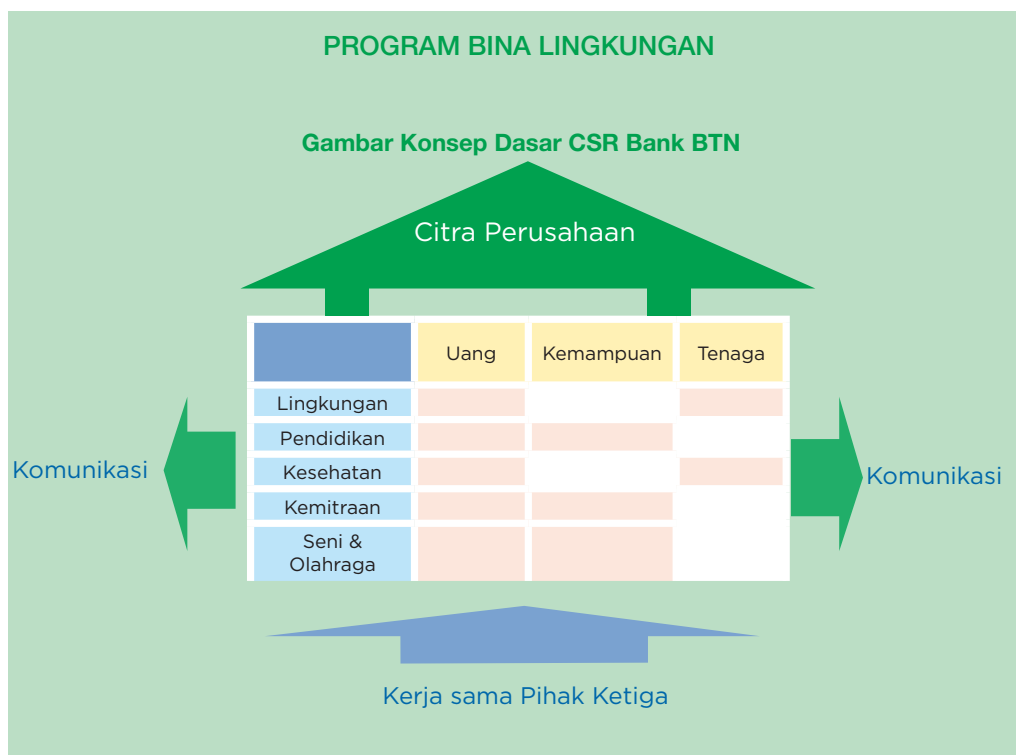 PROGRAM BINA LINGKUNGAN
Gambar Konsep Dasar CSR Bank BTN
Citra Perusahaan
Uang Kemampuan Tenaga
Lingkungan
Pendidikan
Kesehatan
Kemitraan
Seni &
Olahraga
Komunikasi
Komunikasi
Kerja sama Pihak Ketiga